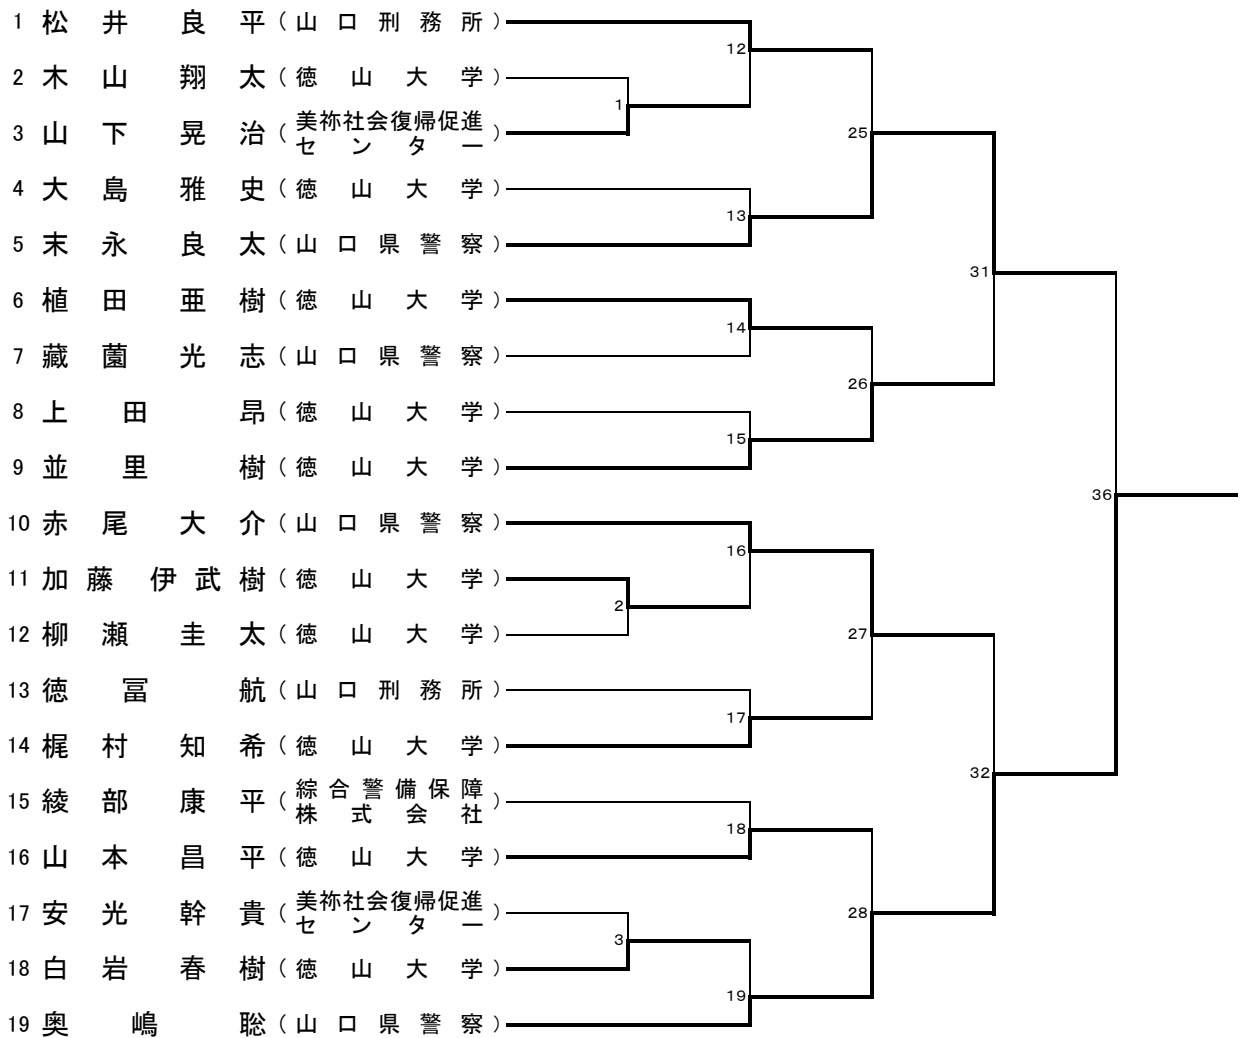 1 松井 良平 （山口刑務所）
12
2 木山 翔太 （徳山大学）
1
3 山下 晃治 （美祢社会復帰促進
センター）
25
4 大島 雅史 （徳山大学）
13
5 末永 良太 （山口県警察）
31
6 植田 亜樹 （徳山大学）
14
7 藏薗 光志 （山口県警察）
26
8 上田 昂 （徳山大学）
15
9 並里 樹 （徳山大学）
36
10 赤尾 大介 （山口県警察）
16
11 加藤 伊武樹 （徳山大学）
2
12 柳瀬 圭太 （徳山大学）
27
13 徳冨 航 （山口刑務所）
17
14 梶村 知希 （徳山大学）
32
15 綾部 康平 （綜合警備保障
株式会社）
18
16 山本 昌平 （徳山大学）
17 安光 幹貴 （美祢社会復帰促進
センター）
28
3
18 白岩 春樹 （徳山大学）
19
19 奥嶋 聡 （山口県警察）